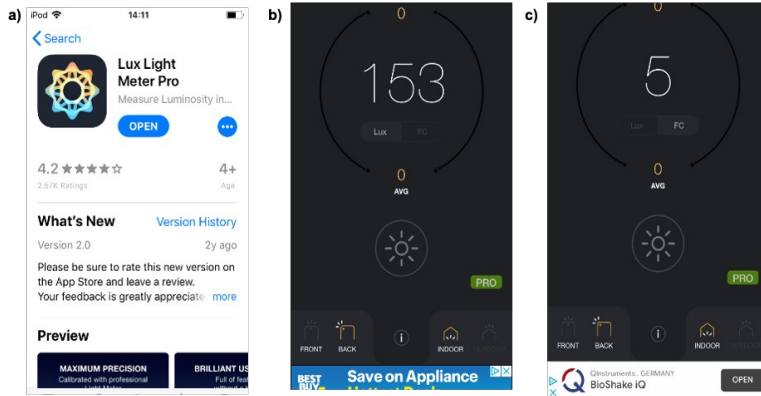 a)
iPod
14:11
Search
Lux Light
Meter Pro
Measure Luminosity in...
OPEN
4.2
4+
2.57K Ratings
Age
What's New
Version History
Version 2.0
2y ago
Please be sure to rate this new version on
the App Store and leave a review.
Your feedback is greatly appreciate
more
Preview
MAXIMUM PRECISION
Calibrated with professional
Light Meter
BRILLIANT US
Full of feat
b)
0
153
Lux
FC
0
AVG
PRO
FRONT
BACK
i
INDOOR
OUTDOOR
BEST
BUY
Save on Appliance
c)
0
5
Lux
FC
0
AVG
PRO
FRONT
BACK
i
INDOOR
OUTDOOR
QInstruments . GERMANY
BioShake iQ
OPEN